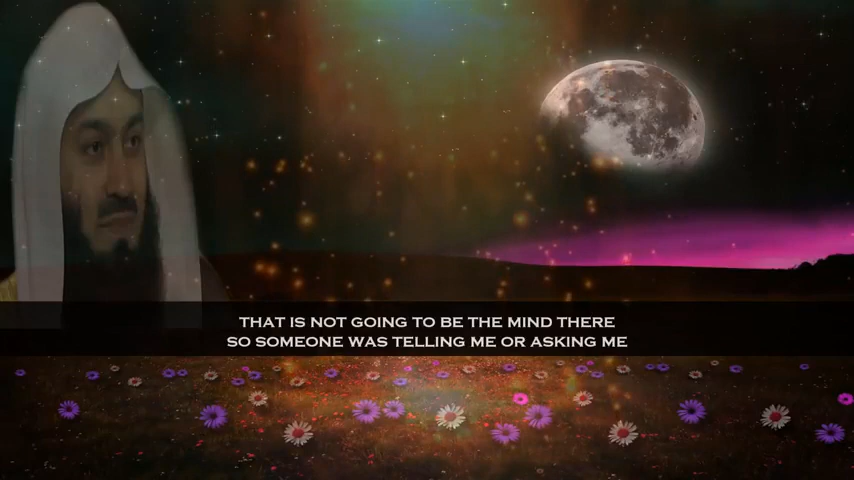 THAT IS NOT GOING TO BE THE MIND THERE
SO SOMEONE WAS TELLING ME OR ASKING ME